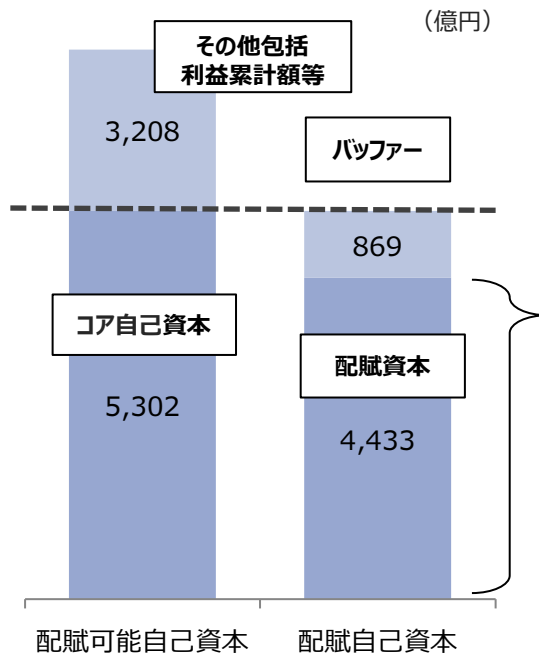 （億円）
その他包括
利益累計額等
3,208
バッファー
869
コア自己資本
5,302
配賦資本
4,433
配賦可能自己資本
配賦自己資本